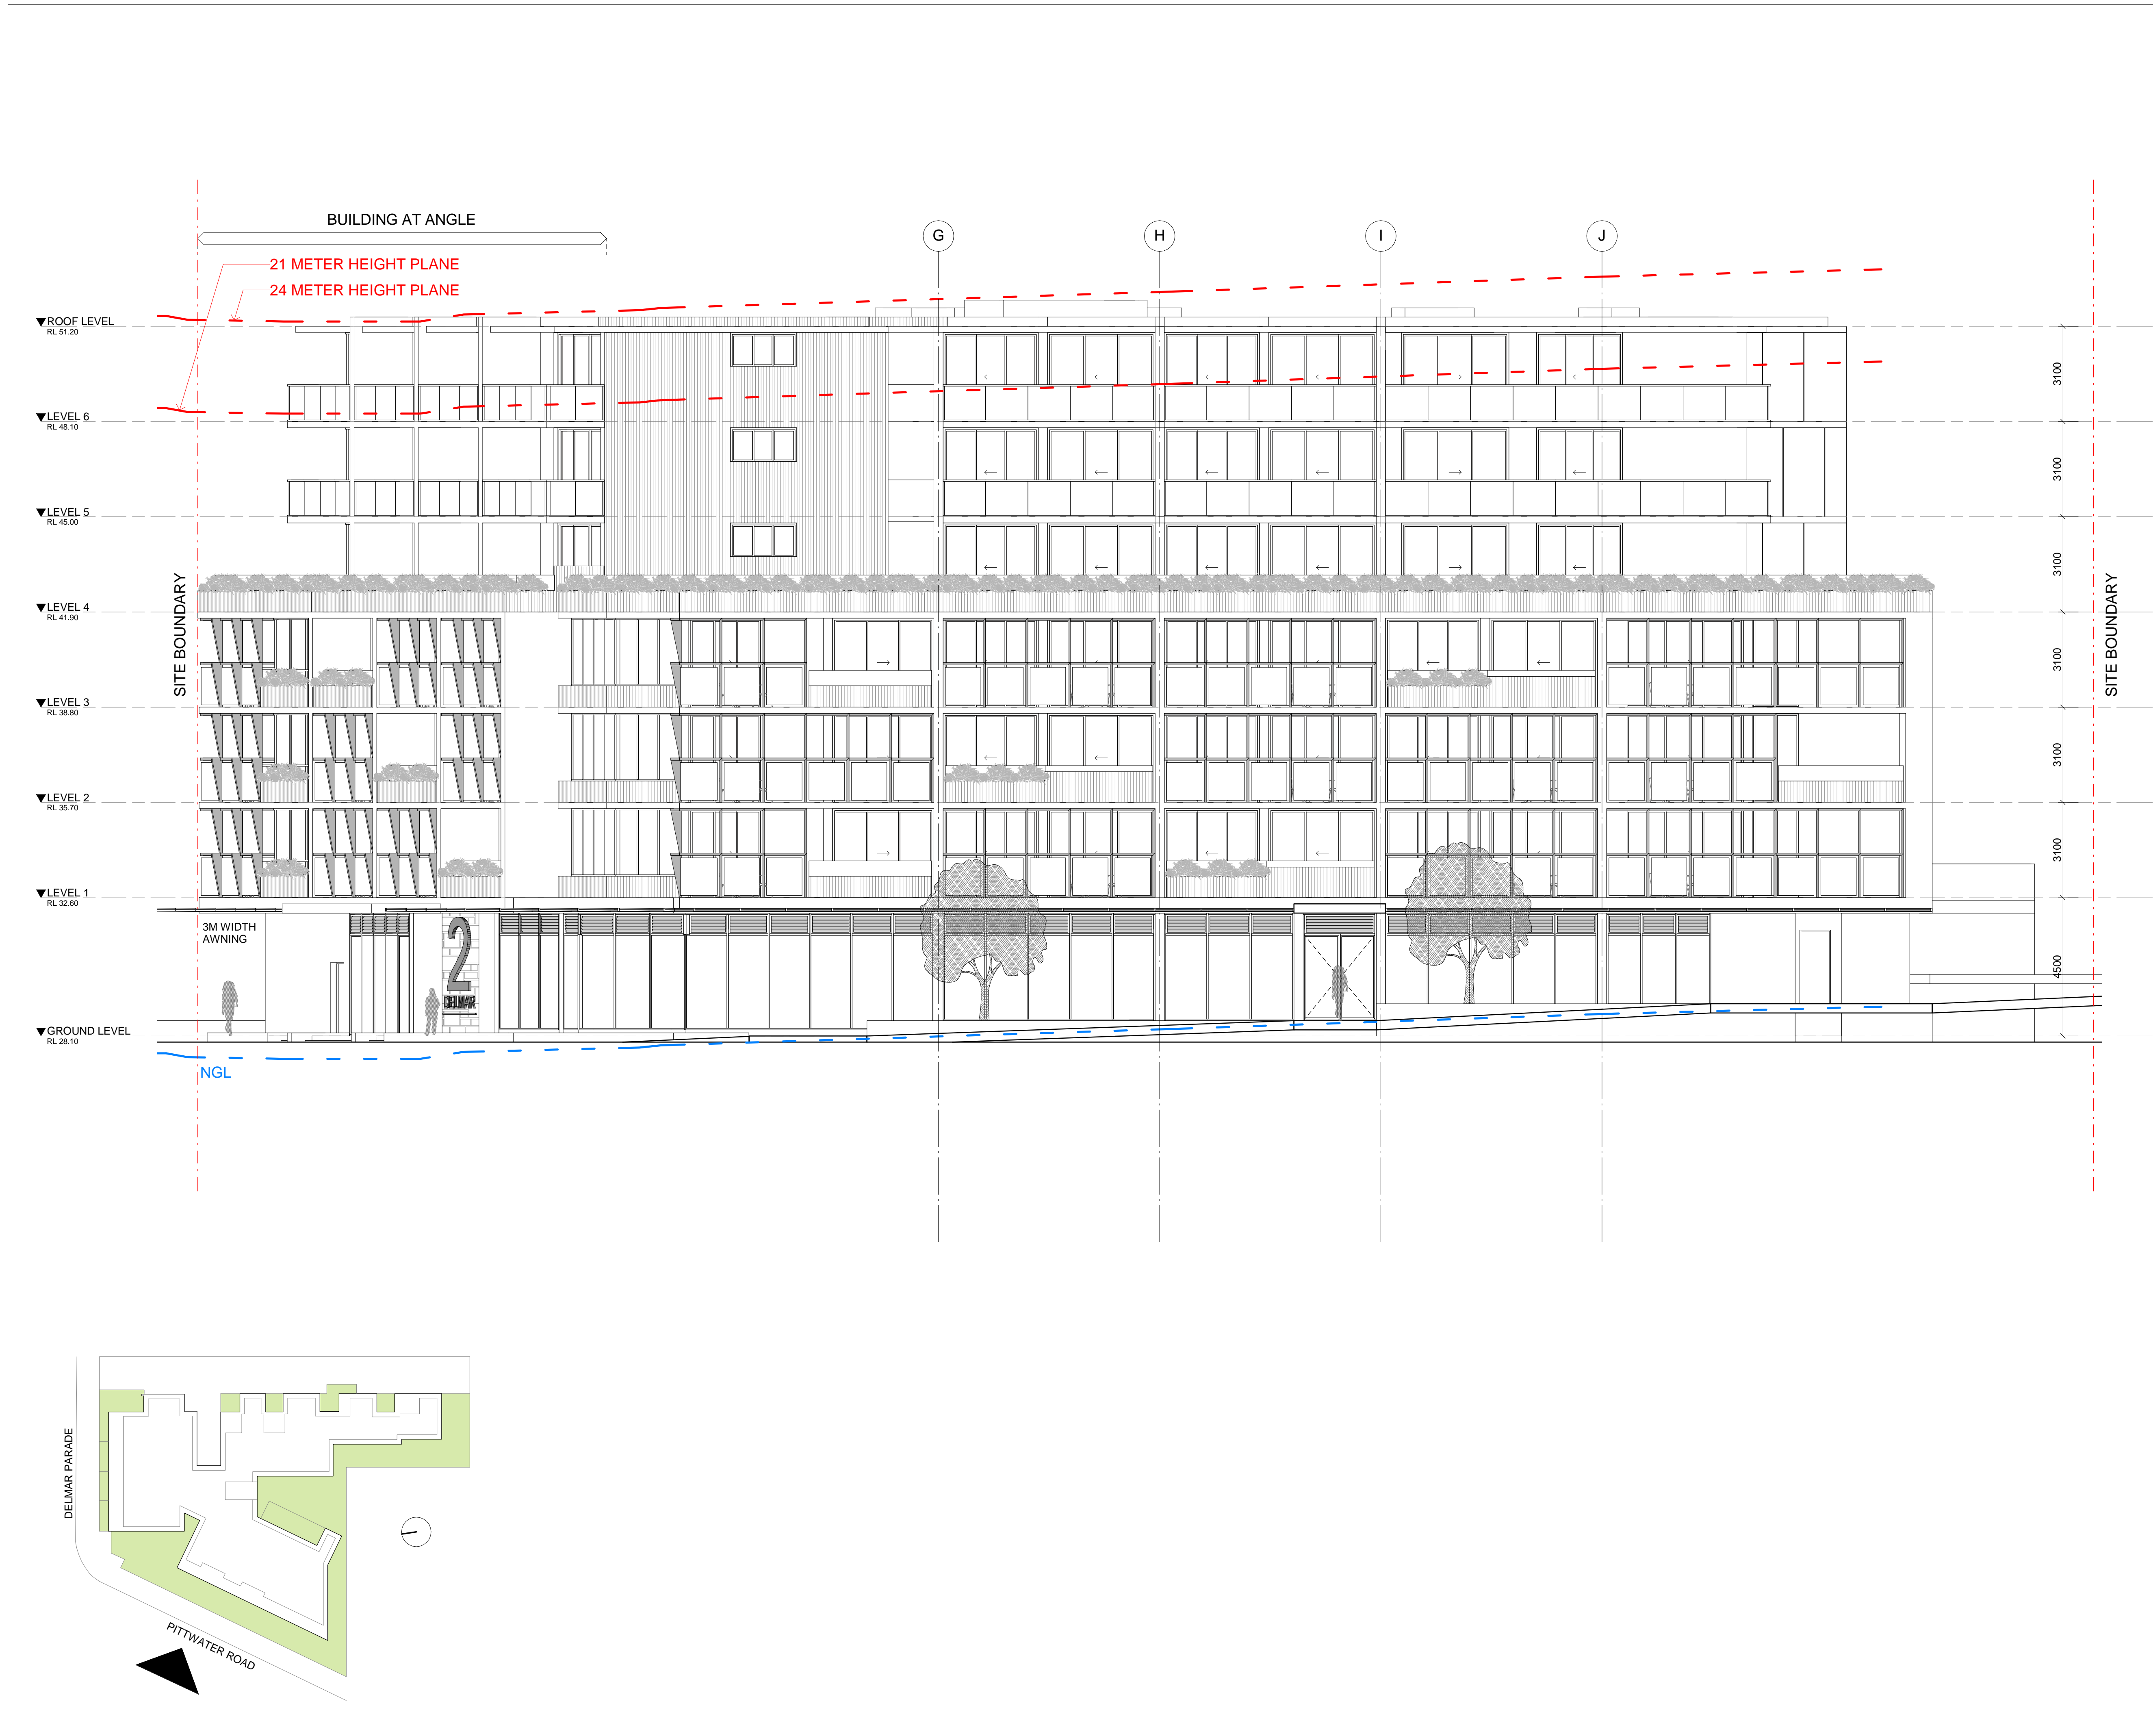 BUILDING AT ANGLE
G
H
I
J
21 METER HEIGHT PLANE
24 METER HEIGHT PLANE
ROOF LEVEL
RL 51.20
3100
LEVEL 6
RL 48.10
3100
LEVEL 5
RL 45.00
3100
SITE BOUNDARY
SITE BOUNDARY
LEVEL 4
RL 41.90
3100
LEVEL 3
RL 38.80
3100
LEVEL 2
RL 35.70
3100
LEVEL 1
RL 32.60
3M WIDTH
AWNING
2
DELMAR
4500
GROUND LEVEL
RL 28.10
NGL
DELMAR PARADE
PITTWATER ROAD